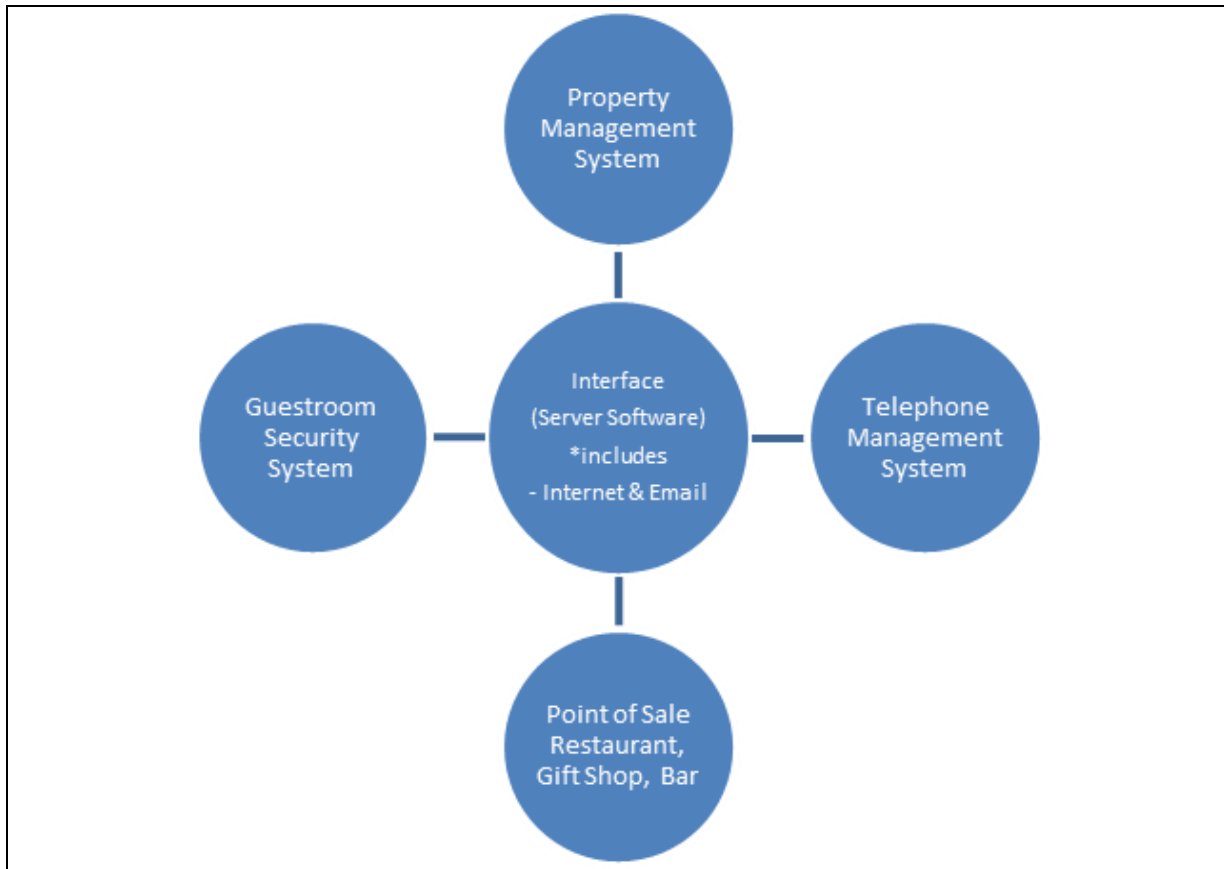 Property
Management
System
Guestroom
Security
System
Interface
(Server Software)
*includes
- Internet & Email
Telephone
Management
System
Point of Sale
Restaurant,
Gift Shop, Bar